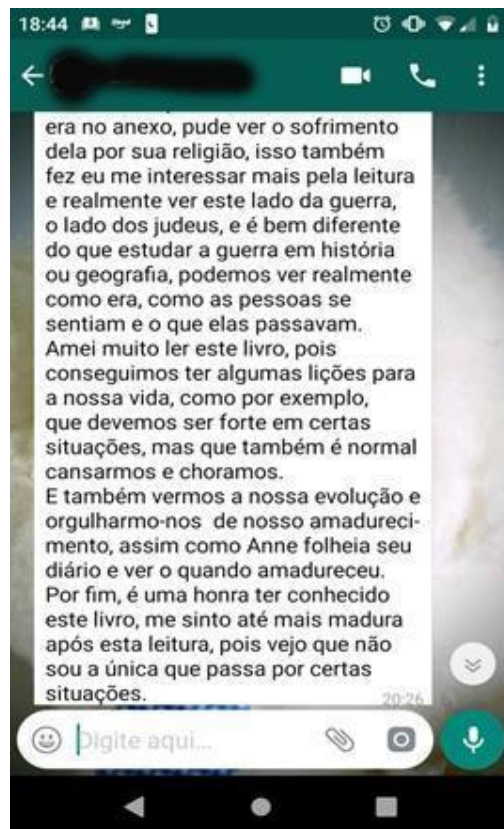 18:44
era no anexo, pude ver o sofrimento
dela por sua religião, isso também
fez eu me interessar mais pela leitura
e realmente ver este lado da guerra,
o lado dos judeus, e é bem diferente
do que estudar a guerra em história
ou geografia, podemos ver realmente
como era, como as pessoas se
sentiam e o que elas passavam.
Amei muito ler este livro, pois
conseguimos ter algumas lições para
a nossa vida, como por exemplo,
que devemos ser forte em certas
situações, mas que também é normal
cansarmos e choramos.
E também vermos a nossa evolução e
orgulharmo-nos de nosso amadureci-
mento, assim como Anne folheia seu
diário e ver o quando amadureceu.
Por fim, é uma honra ter conhecido
este livro, me sinto até mais madura
após esta leitura, pois vejo que não
sou a única que passa por certas
situações.
20:26
Digite aqui...